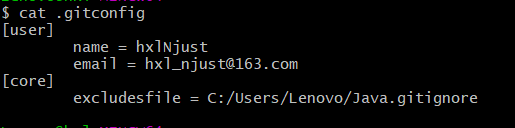 $ cat .gitconfig
[user]
        name = hxlNjust
        email = hxl_njust@163.com
[core]
        excludesfile = C:/Users/Lenovo/Java.gitignore